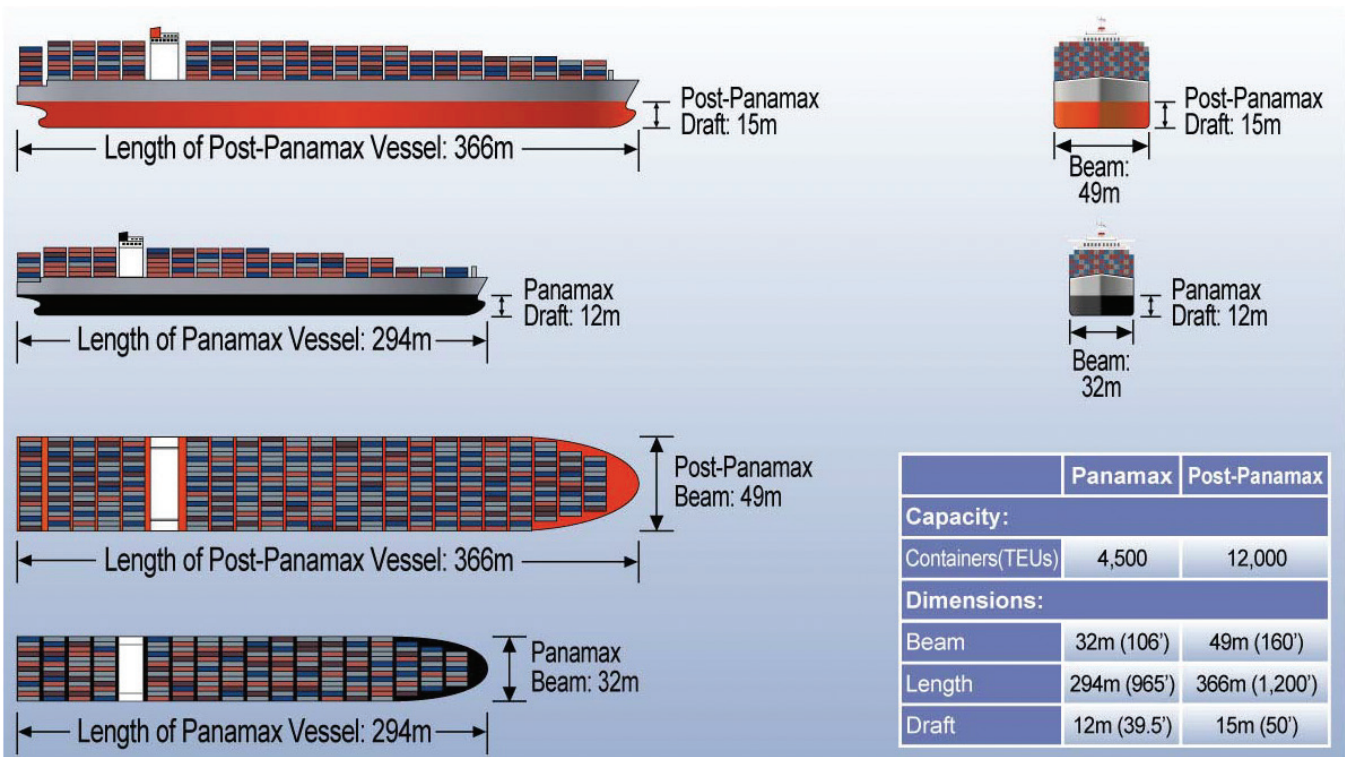 Post-Panamax
Draft: 15m
Length of Post-Panamax Vessel: 366m
Post-Panamax
Draft: 15m
Beam:
49m
Panamax
Draft: 12m
Length of Panamax Vessel: 294m
Panamax
Draft: 12m
Beam:
32m
Post-Panamax
Beam: 49m
Length of Post-Panamax Vessel: 366m
Panamax
Beam: 32m
Length of Panamax Vessel: 294m
Panamax Post-Panamax
Capacity:
Containers(TEUs) 4,500 12,000
Dimensions:
Beam 32m (106’) 49m (160’)
Length 294m (965’) 366m (1,200’)
Draft 12m (39.5’) 15m (50’)